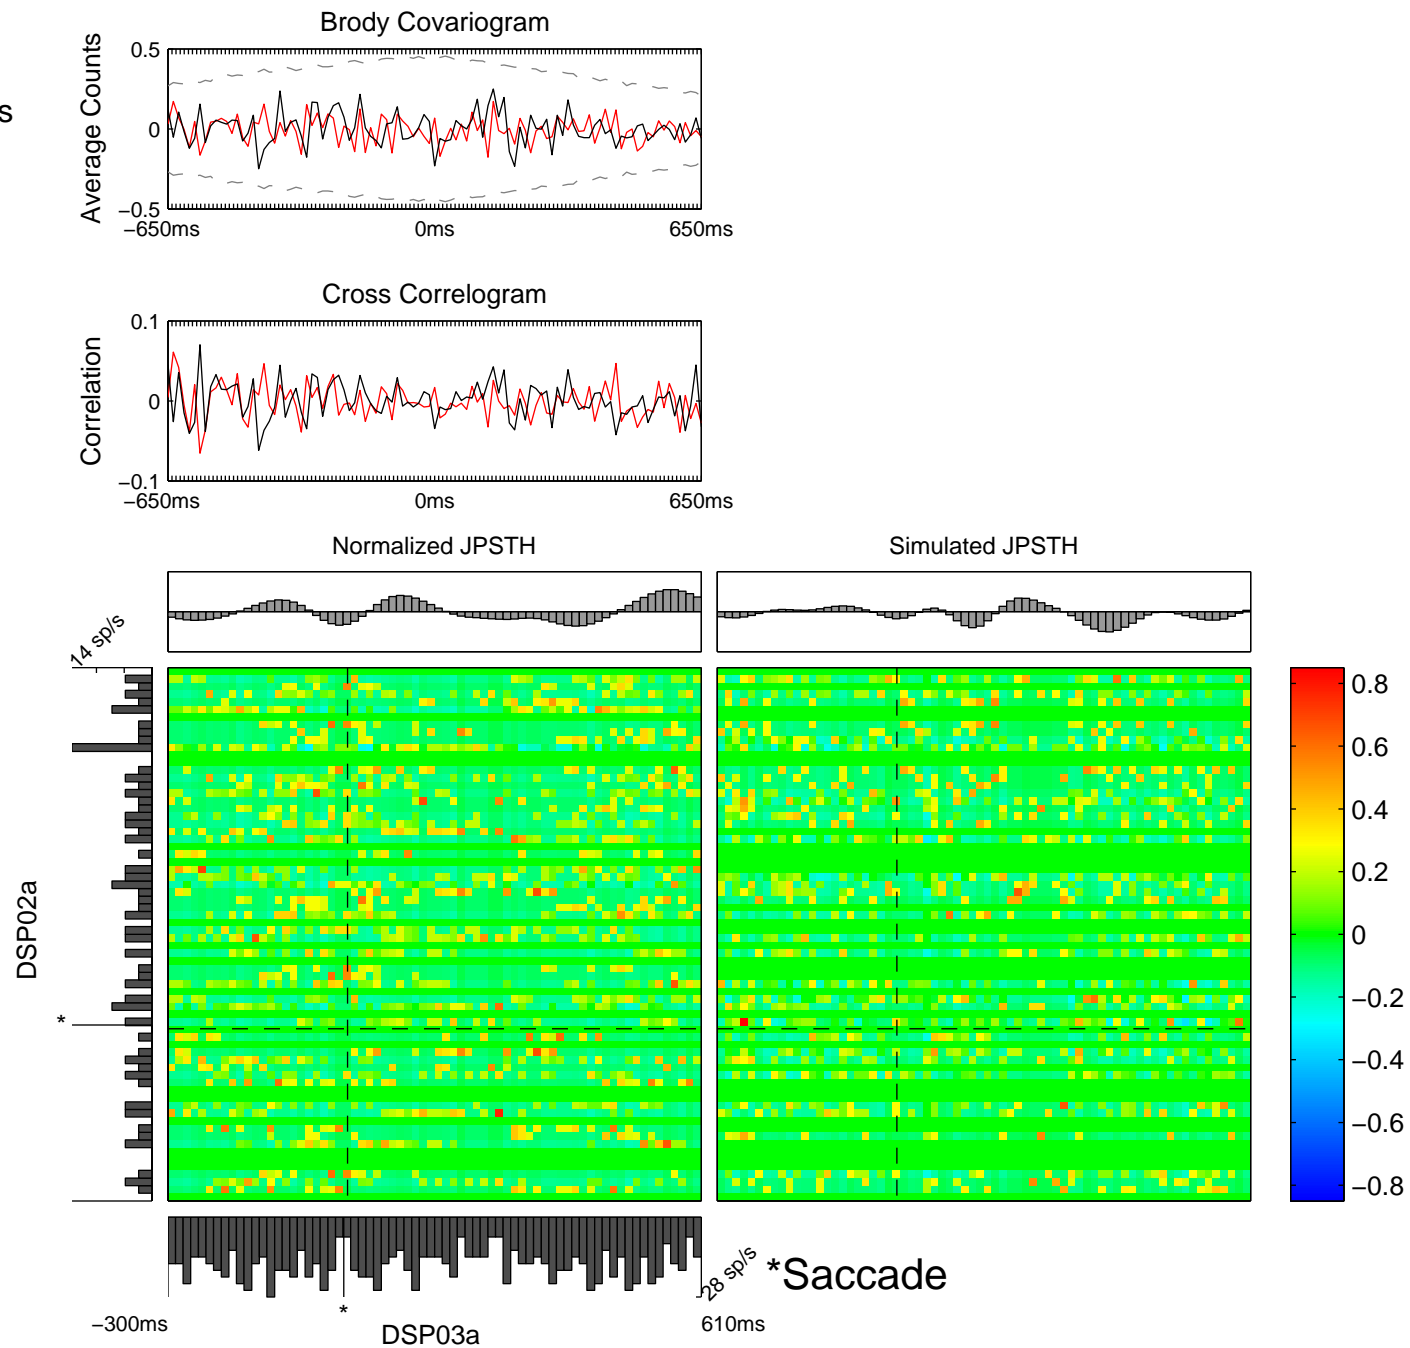 Brody Covariogram
s
Average Counts
0.5
0
−0.5
−650ms
0ms
650ms
Cross Correlogram
Correlation
0.1
0
−0.1
−650ms
0ms
650ms
Normalized JPSTH
Simulated JPSTH
14 sp/s
DSP02a
*
0.8
0.6
0.4
0.2
0
−0.2
−0.4
−0.6
−0.8
28 sp/s
*Saccade
*
−300ms
DSP03a
610ms